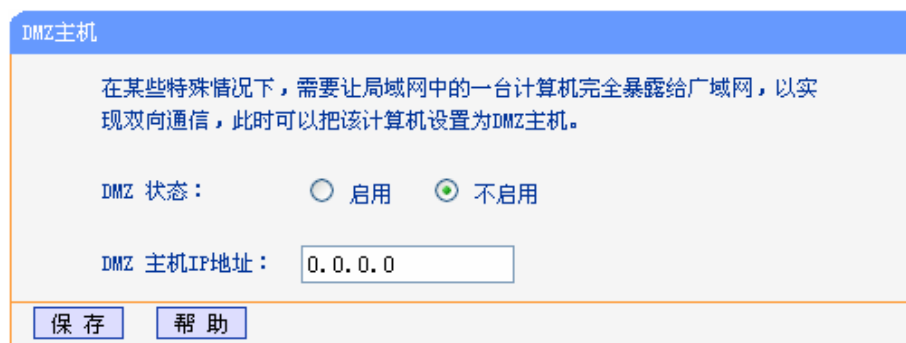 DMZ主机
在某些特殊情况下，需要让局域网中的一台计算机完全暴露给广域网，以实
现双向通信，此时可以把该计算机设置为DMZ主机。
DMZ 状态： 启用 不启用
DMZ 主机IP地址： 0.0.0.0
保 存 帮 助